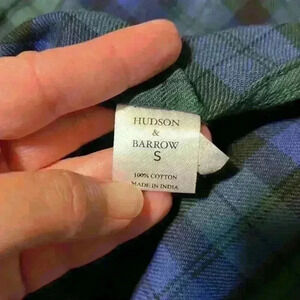 HUDSON
&
BARROW
S
100% COTTON
MADE IN INDIA